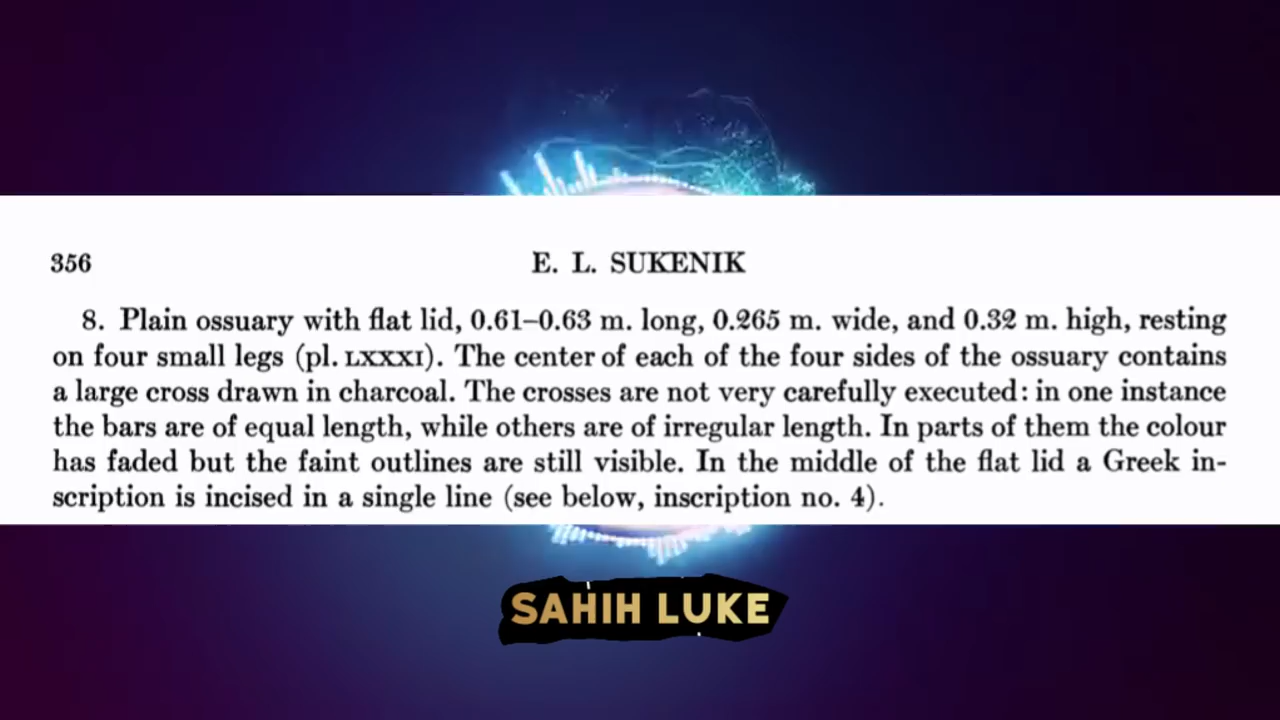 356
E. L. SUKENIK
8. Plain ossuary with flat lid, 0.61–0.63 m. long, 0.265 m. wide, and 0.32 m. high, resting
on four small legs (pl. LXXXI). The center of each of the four sides of the ossuary contains
a large cross drawn in charcoal. The crosses are not very carefully executed: in one instance
the bars are of equal length, while others are of irregular length. In parts of them the colour
has faded but the faint outlines are still visible. In the middle of the flat lid a Greek in-
scription is incised in a single line (see below, inscription no. 4).
SAHIH LUKE